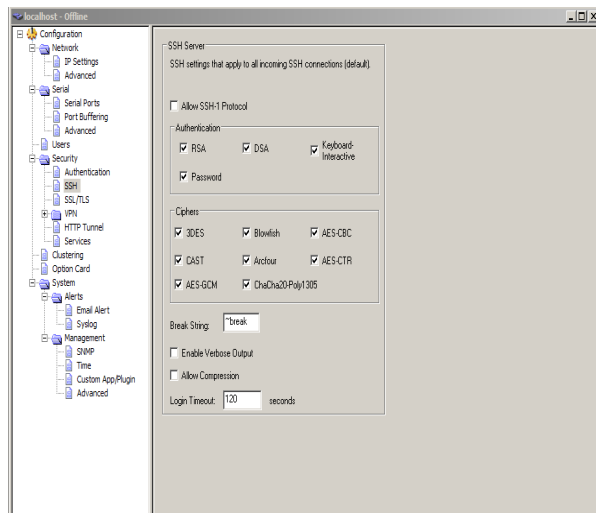 localhost - Offline
Configuration
Network
IP Settings
Advanced
Serial
Serial Ports
Port Buffering
Advanced
Users
Security
Authentication
SSH
SSL/TLS
VPN
HTTP Tunnel
Services
Clustering
Option Card
System
Alerts
Email Alert
Syslog
Management
SNMP
Time
Custom App/Plugin
Advanced
SSH Server
SSH settings that apply to all incoming SSH connections (default).
Allow SSH-1 Protocol
Authentication
RSA DSA Keyboard-
Interactive
Password
Ciphers
3DES Blowfish AES-CBC
CAST Arcfour AES-CTR
AES-GCM ChaCha20-Poly1305
Break String: ~break
Enable Verbose Output
Allow Compression
Login Timeout: 120 seconds